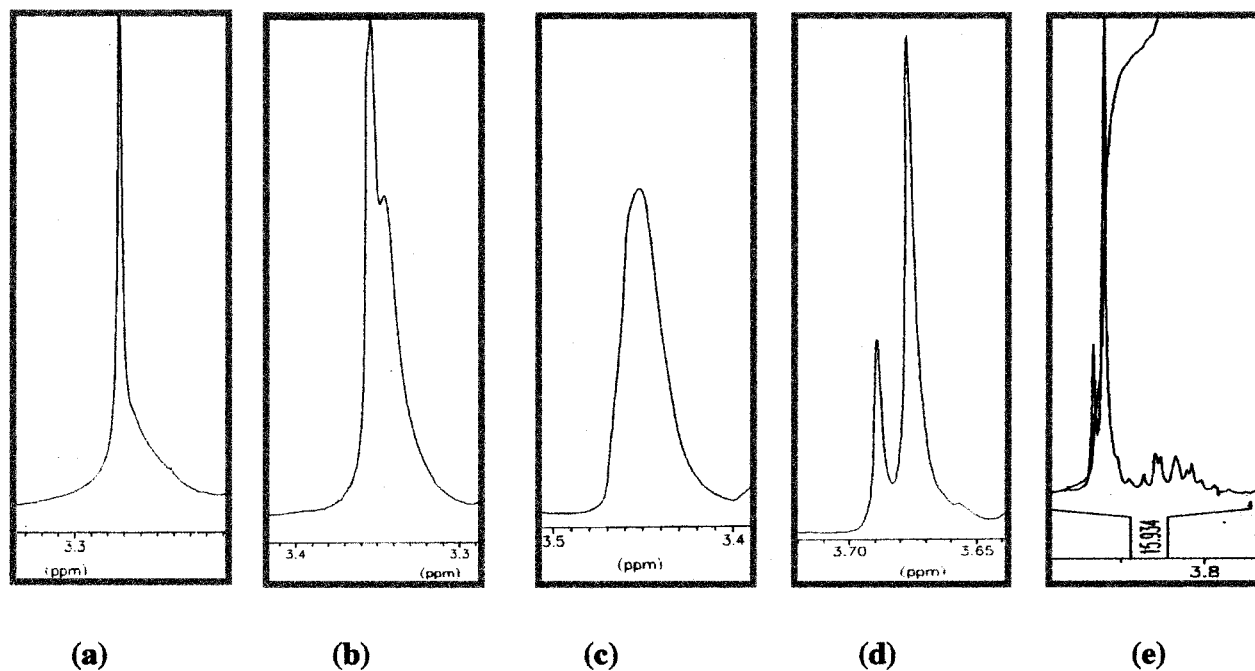 3.3
(ppm)
3.4 3.3
(ppm)
3.5 3.4
(ppm)
3.70 3.65
(ppm)
15.934
3.8
(a) (b) (c) (d) (e)